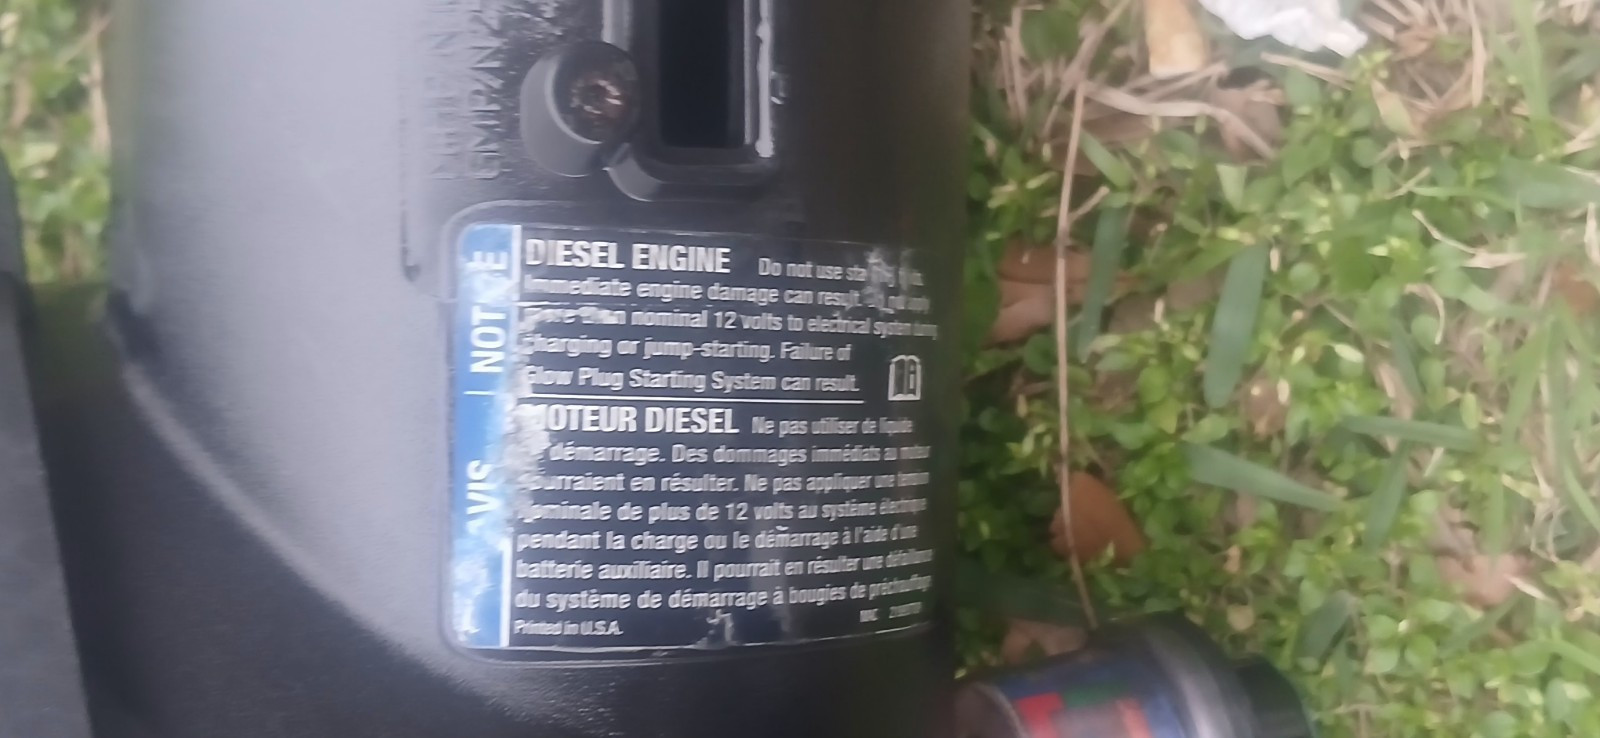 NOTICE
DIESEL ENGINE Do not use
Immediate engine damage can result.
than nominal 12 volts to electrical system
charging or jump-starting. Failure of
Glow Plug Starting System can result.
AVIS
MOTEUR DIESEL Ne pas utiliser de liquide
démarrage. Des dommages immédiats au moteur
pourraient en résulter. Ne pas appliquer une tension
nominale de plus de 12 volts au système électrique
pendant la charge ou le démarrage à l'aide d'une
batterie auxiliaire. Il pourrait en résulter une défaillance
du système de démarrage à bougies de préchauffage
Printed in U.S.A.